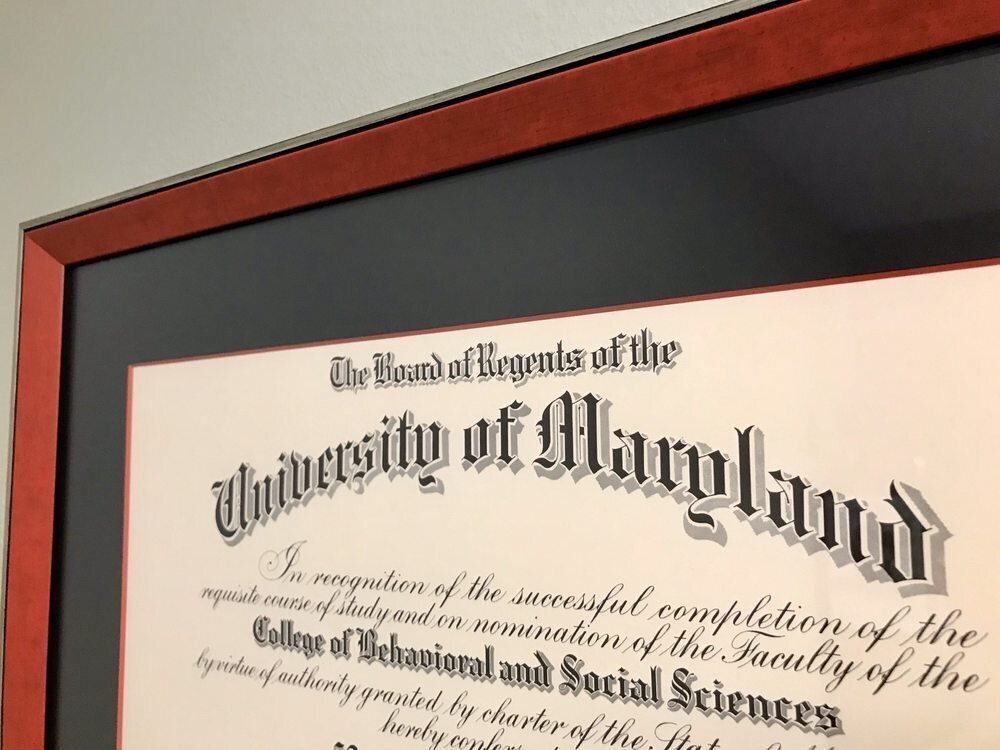 The Board of Regents of the
University of Maryland
In recognition of the successful completion of the
requisite course of study and on nomination of the Faculty of the
College of Behavioral and Social Sciences
by virtue of authority granted by charter of the State
hereby confers